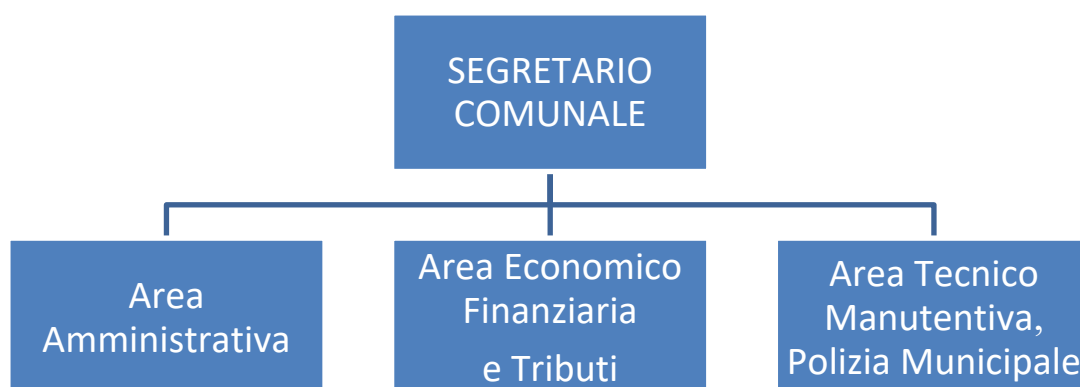 SEGRETARIO
COMUNALE
Area
Amministrativa
Area Economico
Finanziaria
e Tributi
Area Tecnico
Manutentiva,
Polizia Municipale